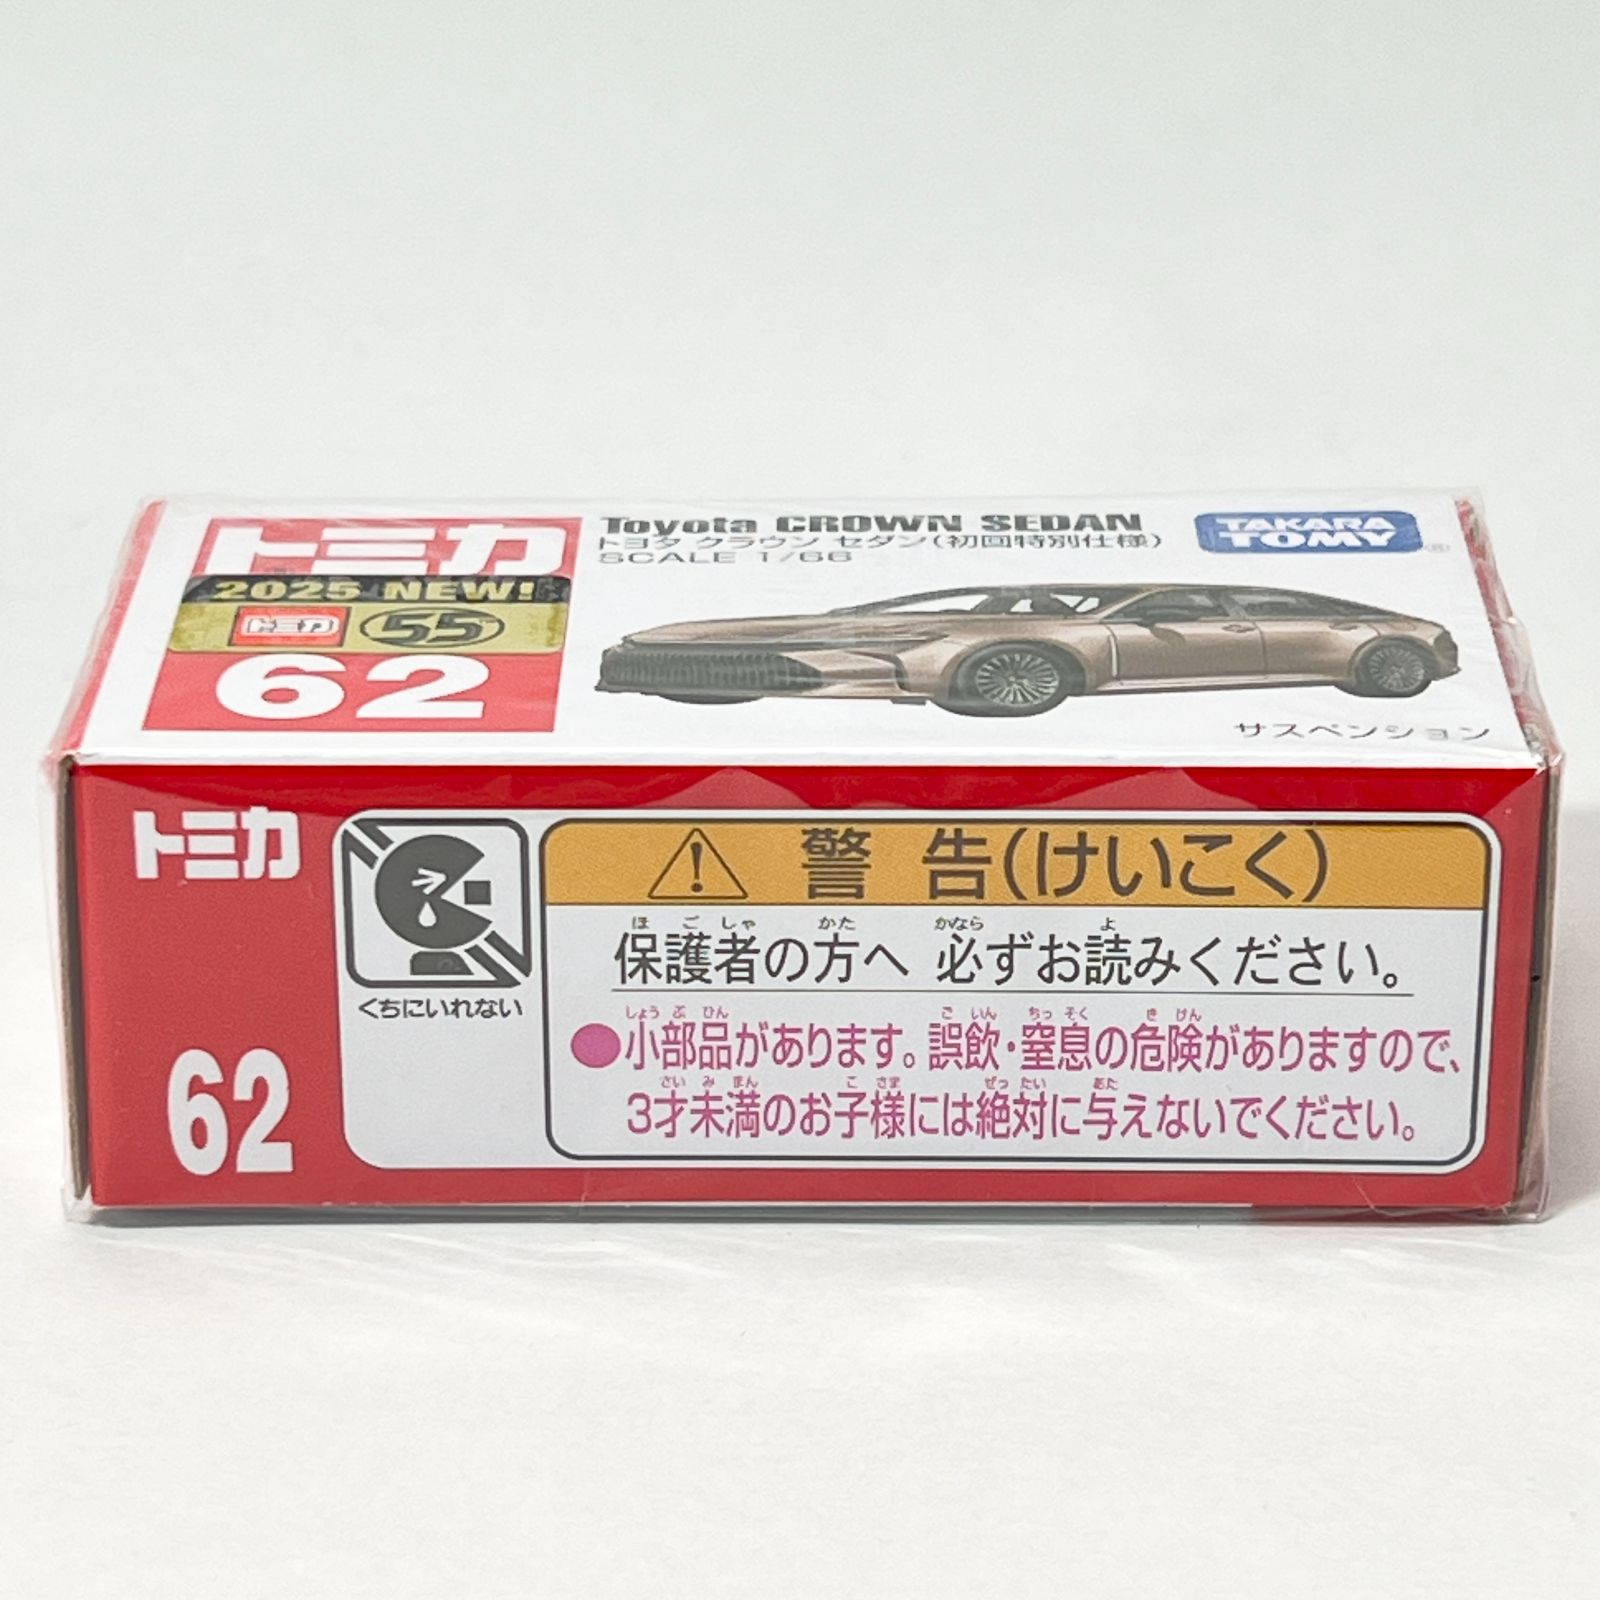 トミカ
2025 NEW!
トミカ 55
62
Toyota CROWN SEDAN
トヨタ クラウン セダン(初回特別仕様)
SCALE 1/66
TAKARA
TOMY®
サスペンション
トミカ
62
くちにいれない
警 告(けいこく)
ほ ご しゃ かた かなら よ
保護者の方へ 必ずお読みください。
しょう ぶ ひん ご いん ちっ そく き けん
●小部品があります。誤飲・窒息の危険がありますので、
さい み まん こ さま ぜっ たい あた
3才未満のお子様には絶対に与えないでください。